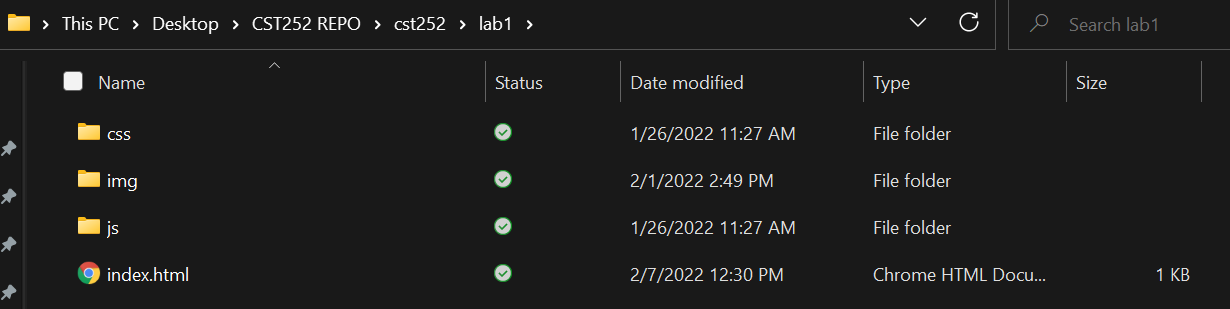 This PC > Desktop > CST252 REPO > cst252 > lab1 > Search lab1
Name Status Date modified Type Size
css 1/26/2022 11:27 AM File folder
img 2/1/2022 2:49 PM File folder
js 1/26/2022 11:27 AM File folder
index.html 2/7/2022 12:30 PM Chrome HTML Docu... 1 KB